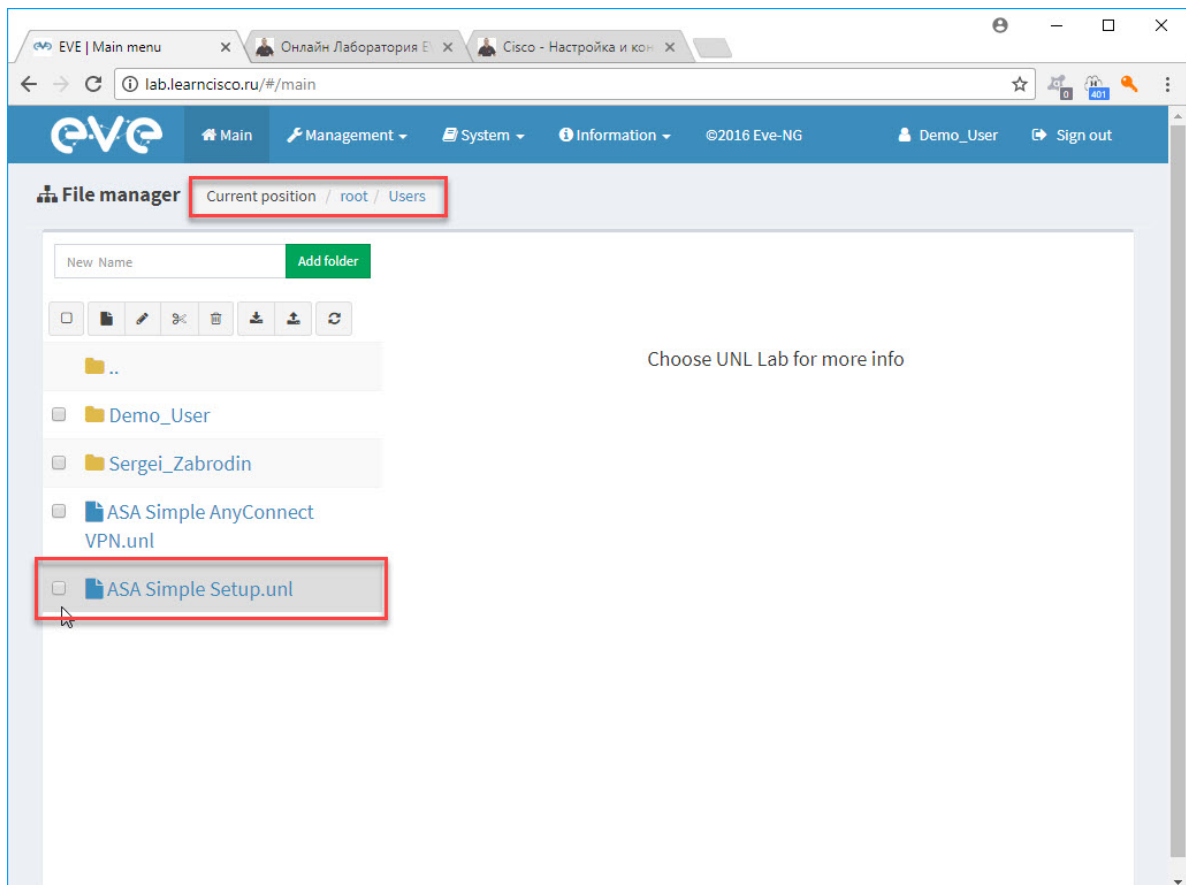 EVE | Main menu
Онлайн Лаборатория E
Cisco - Настройка и кон
lab.learncisco.ru/#/main
0
401
eve
Main
Management
System
Information
©2016 Eve-NG
Demo_User
Sign out
File manager
Current position / root / Users
New Name
Add folder
..
Choose UNL Lab for more info
Demo_User
Sergei_Zabrodin
ASA Simple AnyConnect
VPN.unl
ASA Simple Setup.unl